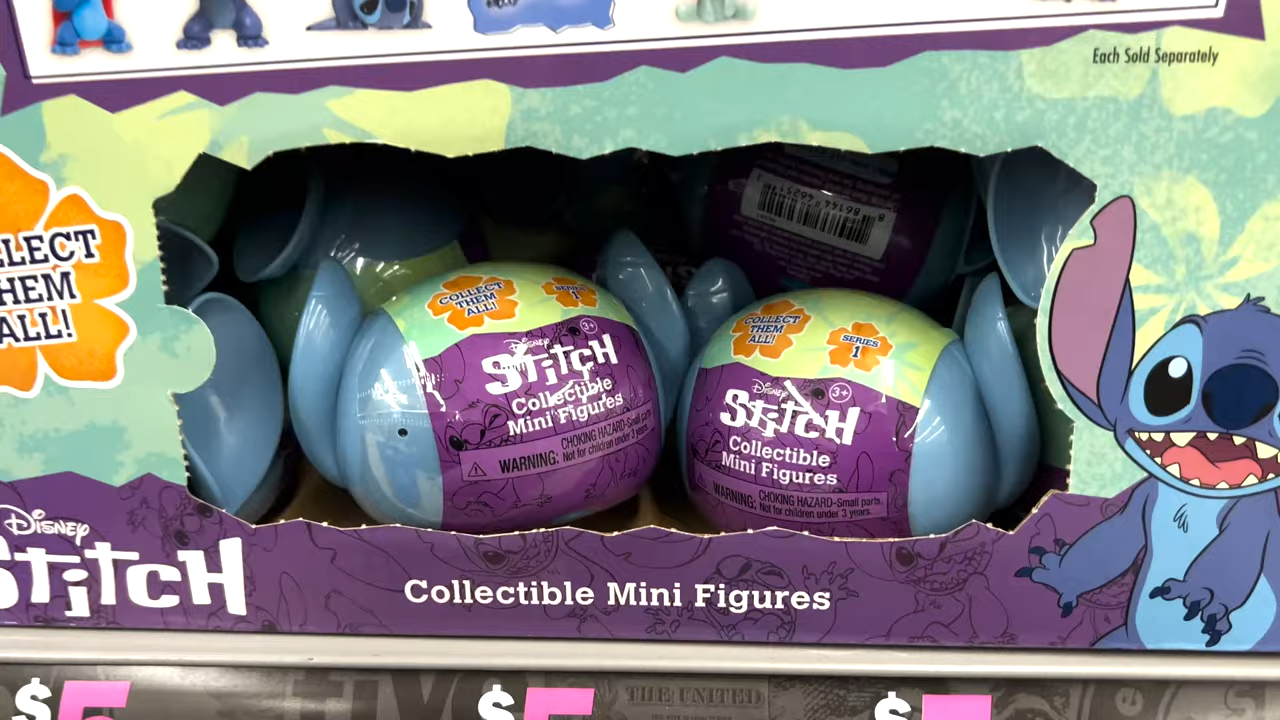 Each Sold Separately
COLLECT
THEM
ALL!
SERIES
1
3+
DISNEY
STITCH
Collectible
Mini Figures
WARNING: CHOKING HAZARD-Small parts
Not for children under 3 years.
COLLECT
THEM
ALL!
SERIES
1
3+
DISNEY
STITCH
Collectible
Mini Figures
WARNING: CHOKING HAZARD-Small parts.
Not for children under 3 years.
THEM
ALL!
DISNEY
STITCH
Collectible Mini Figures
$5
$5
$
THE UNITED